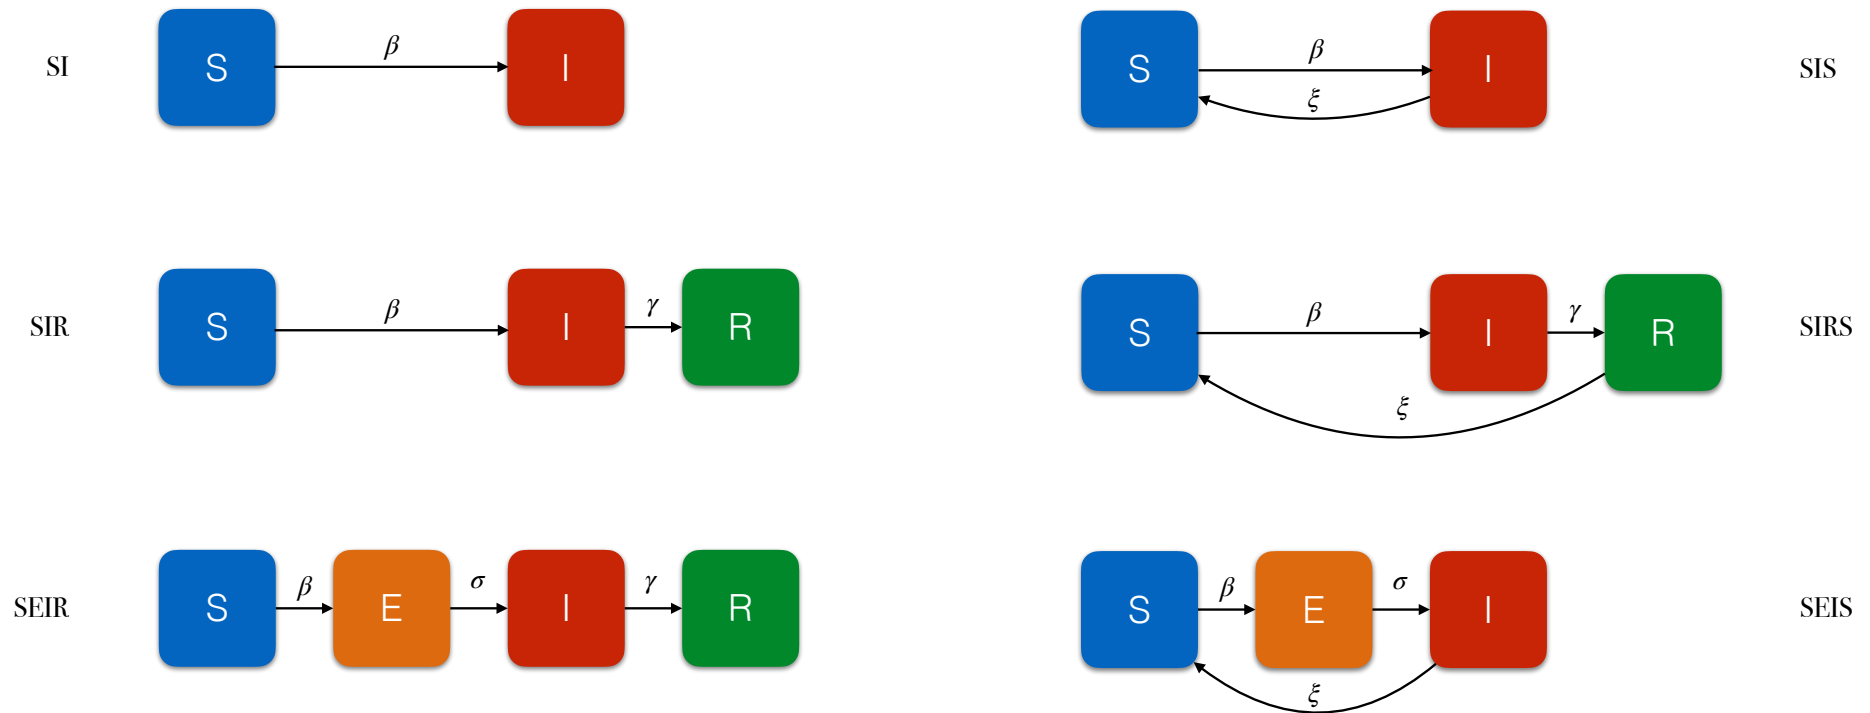 SI S β I
S β I ξ SIS
SIR S β I γ R
S β I γ R ξ SIRS
SEIR S β E σ I γ R
S β E σ I ξ SEIS